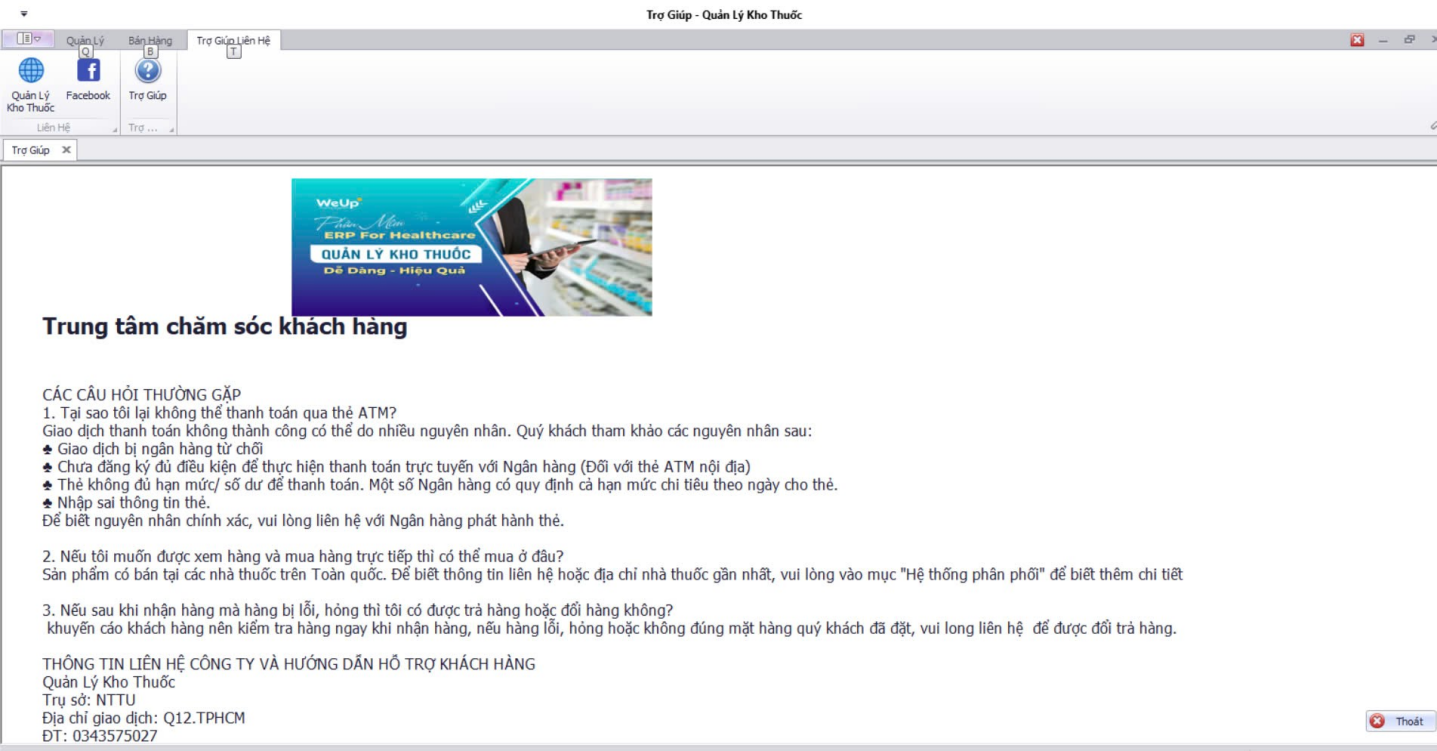 Trợ Giúp - Quản Lý Kho Thuốc
Quản Lý
Bán Hàng
Trợ Giúp Liên Hệ
Q
B
T
Quản Lý
Kho Thuốc
Facebook
Trợ Giúp
Liên Hệ
Trợ ...
Trợ Giúp
WeUp
Phần Mềm
ERP For Healthcare
QUẢN LÝ KHO THUỐC
Dễ Dàng - Hiệu Quả
Trung tâm chăm sóc khách hàng
CÁC CÂU HỎI THƯỜNG GẶP
1. Tại sao tôi lại không thể thanh toán qua thẻ ATM?
Giao dịch thanh toán không thành công có thể do nhiều nguyên nhân. Quý khách tham khảo các nguyên nhân sau:
♣ Giao dịch bị ngân hàng từ chối
♣ Chưa đăng ký đủ điều kiện để thực hiện thanh toán trực tuyến với Ngân hàng (Đối với thẻ ATM nội địa)
♣ Thẻ không đủ hạn mức/ số dư để thanh toán. Một số Ngân hàng có quy định cả hạn mức chi tiêu theo ngày cho thẻ.
♣ Nhập sai thông tin thẻ.
Để biết nguyên nhân chính xác, vui lòng liên hệ với Ngân hàng phát hành thẻ.
2. Nếu tôi muốn được xem hàng và mua hàng trực tiếp thì có thể mua ở đâu?
Sản phẩm có bán tại các nhà thuốc trên Toàn quốc. Để biết thông tin liên hệ hoặc địa chỉ nhà thuốc gần nhất, vui lòng vào mục "Hệ thống phân phối" để biết thêm chi tiết
3. Nếu sau khi nhận hàng mà hàng bị lỗi, hỏng thì tôi có được trả hàng hoặc đổi hàng không?
khuyến cáo khách hàng nên kiểm tra hàng ngay khi nhận hàng, nếu hàng lỗi, hỏng hoặc không đúng mặt hàng quý khách đã đặt, vui long liên hệ để được đổi trả hàng.
THÔNG TIN LIÊN HỆ CÔNG TY VÀ HƯỚNG DẪN HỖ TRỢ KHÁCH HÀNG
Quản Lý Kho Thuốc
Trụ sở: NTTU
Địa chỉ giao dịch: Q12.TPHCM
ĐT: 0343575027
Thoát